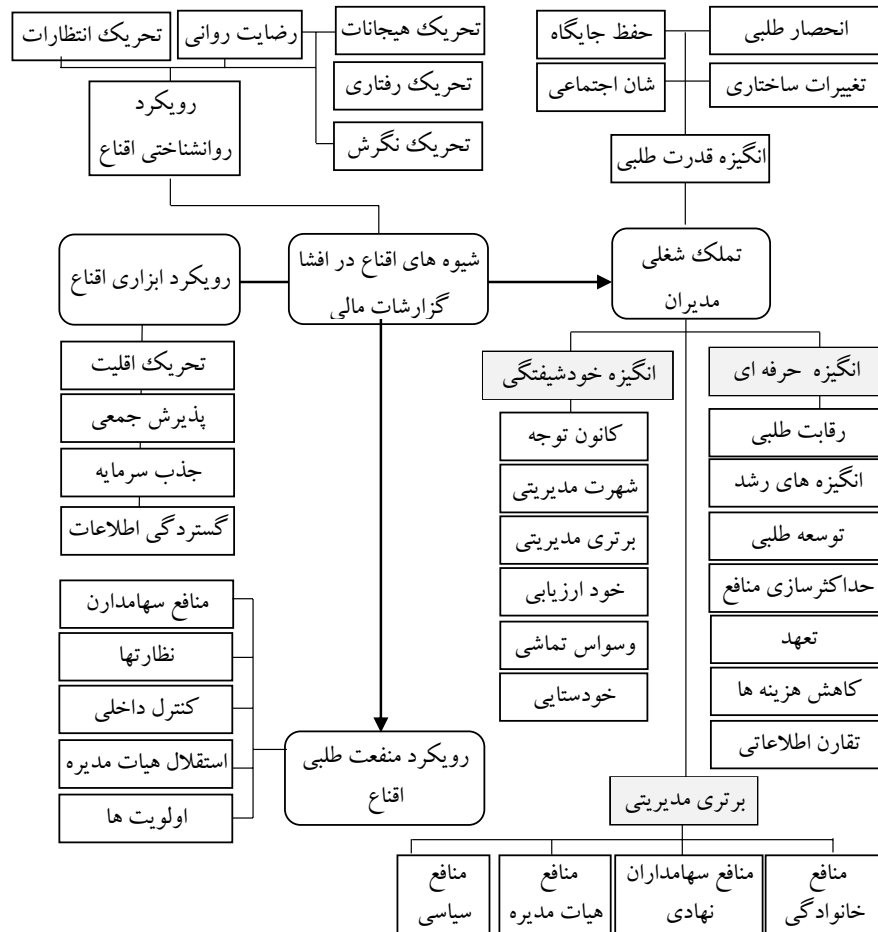 انحصار طلبی
حفظ جایگاه
تغییرات ساختاری
شان اجتماعی
انگیزه قدرت طلبی
تحریک هیجانات
رضایت روانی
تحریک انتظارات
تحریک رفتاری
تحریک نگرش
رویکرد
روانشناختی اقناع
تملک شغلی
مدیران
شیوه های اقناع در افشا
گزارشات مالی
رویکرد ابزاری اقناع
تحریک اقلیت
پذیرش جمعی
جذب سرمایه
گستردگی اطلاعات
انگیزه حرفه ای
رقابت طلبی
انگیزه های رشد
توسعه طلبی
حداکثرسازی منافع
تعهد
کاهش هزینه ها
تقارن اطلاعاتی
انگیزه خودشیفتگی
کانون توجه
شهرت مدیریتی
برتری مدیریتی
خود ارزیابی
وسواس تماشی
خودستایی
منافع سهامدارن
نظارتها
کنترل داخلی
استقلال هیات مدیره
اولویت ها
رویکرد منفعت طلبی
اقناع
برتری مدیریتی
منافع
خانوادگی
منافع سهامداران
نهادی
منافع
هیات مدیره
منافع
سیاسی